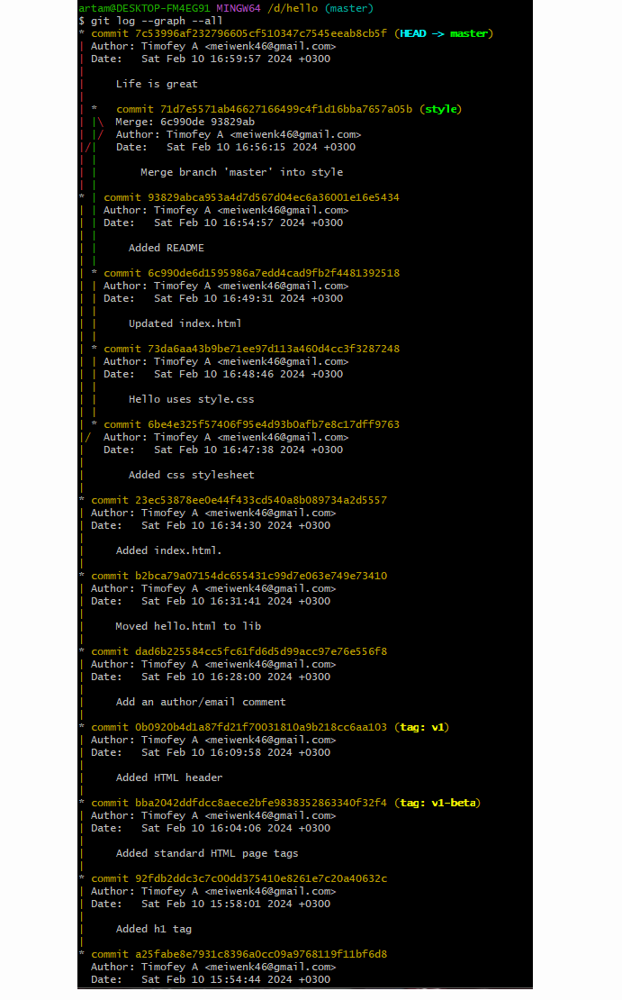 artam@DESKTOP-FM4EG91 MINGW64 /d/hello (master)
$ git log --graph --all
* commit 7c53996af232796605cf510347c7545eeab8cb5f (HEAD -> master)
| Author: Timofey A <meiwenk46@gmail.com>
| Date:   Sat Feb 10 16:59:57 2024 +0300
|
|     Life is great
|
| *   commit 71d7e5571ab46627166499c4f1d16bba7657a05b (style)
| |\  Merge: 6c990de 93829ab
| |/  Author: Timofey A <meiwenk46@gmail.com>
|/|   Date:   Sat Feb 10 16:56:15 2024 +0300
| |
| |       Merge branch 'master' into style
| |
* | commit 93829abca953a4d7d567d04ec6a36001e16e5434
| | Author: Timofey A <meiwenk46@gmail.com>
| | Date:   Sat Feb 10 16:54:57 2024 +0300
| |
| |     Added README
| |
| * commit 6c990de6d1595986a7edd4cad9fb2f4481392518
| | Author: Timofey A <meiwenk46@gmail.com>
| | Date:   Sat Feb 10 16:49:31 2024 +0300
| |
| |     Updated index.html
| |
| * commit 73da6aa43b9be71ee97d113a460d4cc3f3287248
| | Author: Timofey A <meiwenk46@gmail.com>
| | Date:   Sat Feb 10 16:48:46 2024 +0300
| |
| |     Hello uses style.css
| |
| * commit 6be4e325f57406f95e4d93b0afb7e8c17dff9763
|/  Author: Timofey A <meiwenk46@gmail.com>
|   Date:   Sat Feb 10 16:47:38 2024 +0300
|
|       Added css stylesheet
|
* commit 23ec53878ee0e44f433cd540a8b089734a2d5557
| Author: Timofey A <meiwenk46@gmail.com>
| Date:   Sat Feb 10 16:34:30 2024 +0300
|
|     Added index.html.
|
* commit b2bca79a07154dc655431c99d7e063e749e73410
| Author: Timofey A <meiwenk46@gmail.com>
| Date:   Sat Feb 10 16:31:41 2024 +0300
|
|     Moved hello.html to lib
|
* commit dad6b225584cc5fc61fd6d5d99acc97e76e556f8
| Author: Timofey A <meiwenk46@gmail.com>
| Date:   Sat Feb 10 16:28:00 2024 +0300
|
|     Add an author/email comment
|
* commit 0b0920b4d1a87fd21f70031810a9b218cc6aa103 (tag: v1)
| Author: Timofey A <meiwenk46@gmail.com>
| Date:   Sat Feb 10 16:09:58 2024 +0300
|
|     Added HTML header
|
* commit bba2042ddfdcc8aece2bfe9838352863340f32f4 (tag: v1-beta)
| Author: Timofey A <meiwenk46@gmail.com>
| Date:   Sat Feb 10 16:04:06 2024 +0300
|
|     Added standard HTML page tags
|
* commit 92fdb2ddc3c7c00dd375410e8261e7c20a40632c
| Author: Timofey A <meiwenk46@gmail.com>
| Date:   Sat Feb 10 15:58:01 2024 +0300
|
|     Added h1 tag
|
* commit a25fabe8e7931c8396a0cc09a9768119f11bf6d8
  Author: Timofey A <meiwenk46@gmail.com>
  Date:   Sat Feb 10 15:54:44 2024 +0300